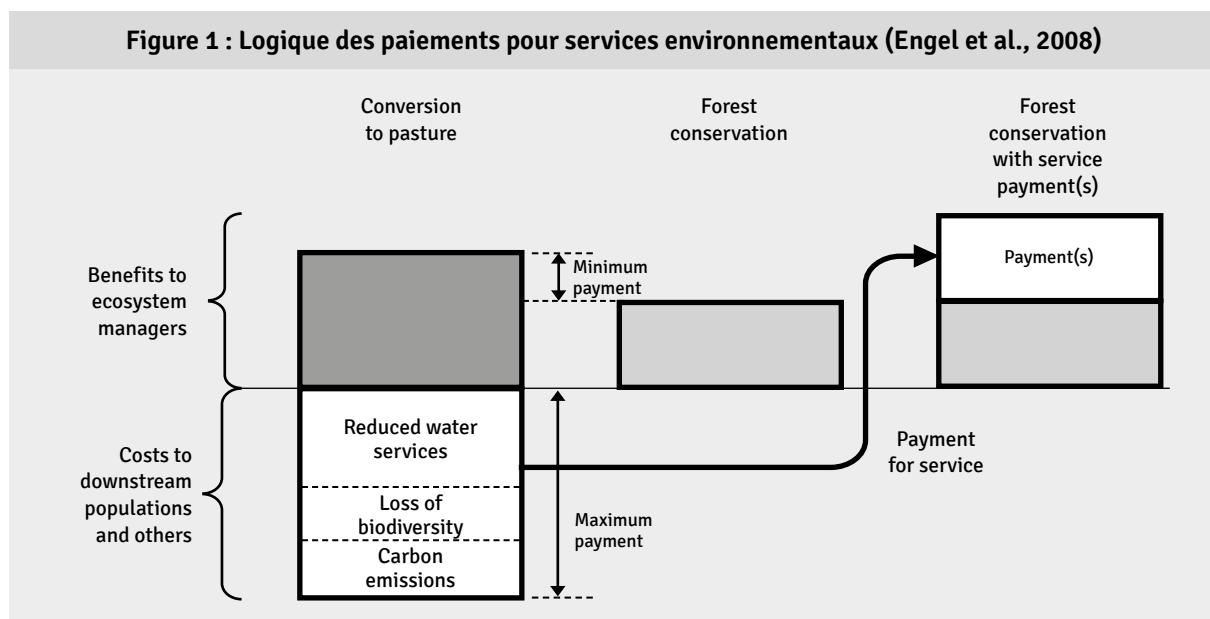 Figure 1 : Logique des paiements pour services environnementaux (Engel et al., 2008)
Conversion
to pasture
Forest
conservation
Forest
conservation
with service
payment(s)
Benefits to
ecosystem
managers
Minimum
payment
Payment(s)
Costs to
downstream
populations
and others
Reduced water
services
Loss of
biodiversity
Carbon
emissions
Maximum
payment
Payment
for service